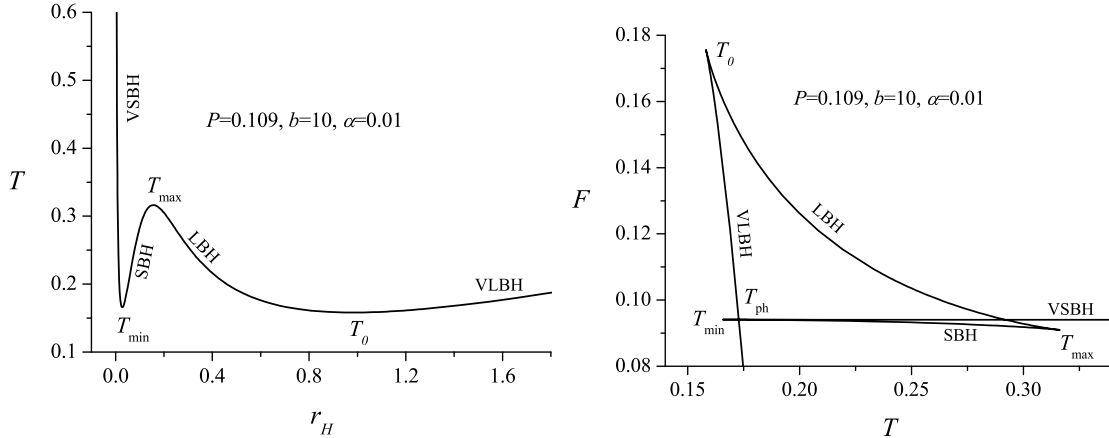 0.6
0.5
0.4
0.3
0.2
0.1
T
0.0
0.4
0.8
1.2
1.6
r_H
VSBH
SBH
LBH
VLBH
T_max
T_min
T_0
P=0.109, b=10, α=0.01
0.18
0.16
0.14
0.12
0.10
0.08
F
0.15
0.20
0.25
0.30
T
T_0
P=0.109, b=10, α=0.01
LBH
VLBH
T_ph
T_min
VSBH
SBH
T_max